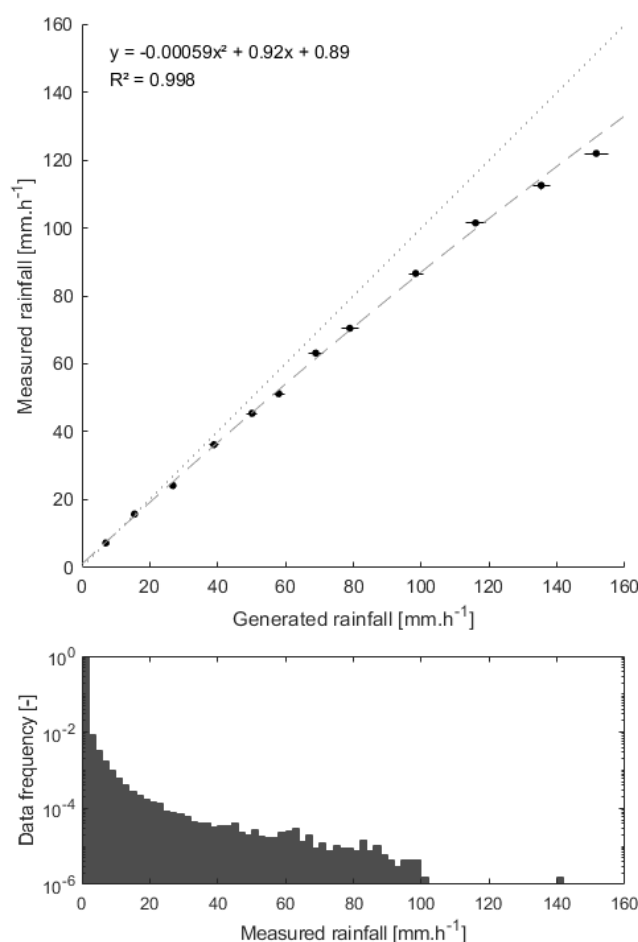 y = -0.00059x² + 0.92x + 0.89
R² = 0.998
160
140
120
100
80
60
40
20
0
Measured rainfall [mm.h⁻¹]
0 20 40 60 80 100 120 140 160
Generated rainfall [mm.h⁻¹]
10⁰
10⁻²
10⁻⁴
10⁻⁶
Data frequency [-]
0 20 40 60 80 100 120 140 160
Measured rainfall [mm.h⁻¹]